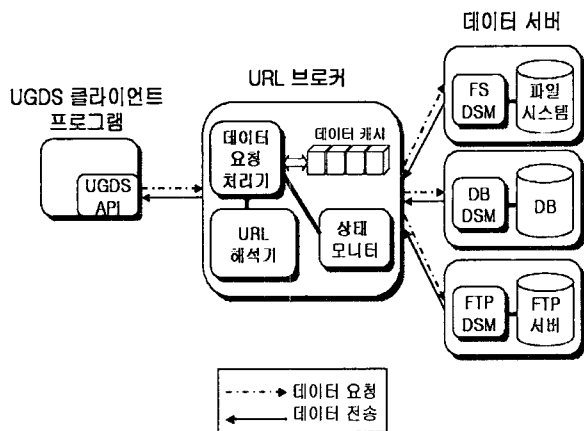 데이터 서버
URL 브로커
UGDS 클라이언트
프로그램
UGDS
API
데이터
요청
처리기
데이터 캐시
URL
해석기
상태
모니터
FS
DSM
파일
시스템
DB
DSM
DB
FTP
DSM
FTP
서버
데이터 요청
데이터 전송